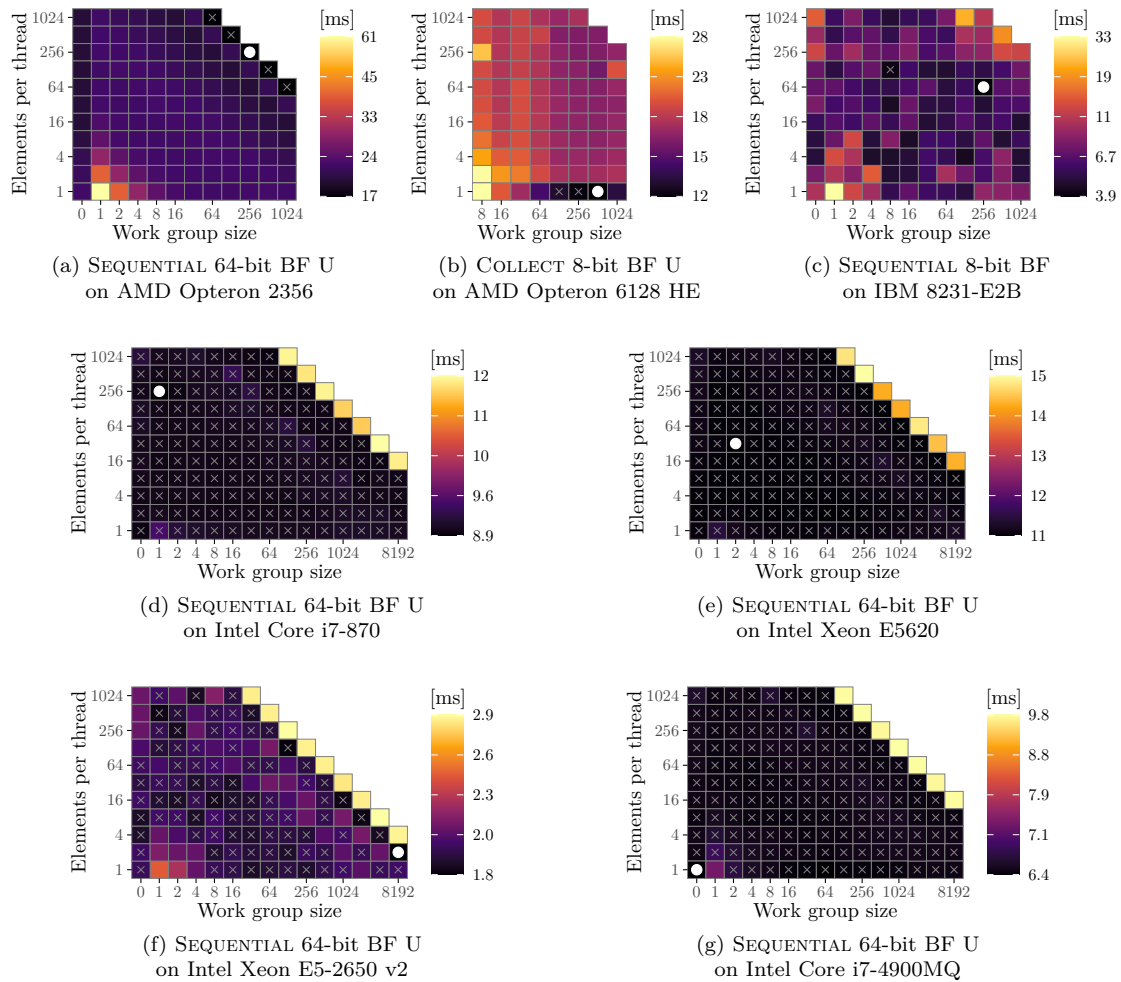 [ms] [ms] [ms]
Elements per thread
1024
256
64
16
4
1
0 1 2 4 8 16 64 256 1024
Work group size
61
45
33
24
17
(a) SEQUENTIAL 64-bit BF U
on AMD Opteron 2356
Elements per thread
1024
256
64
16
4
1
8 16 64 256 1024
Work group size
28
23
18
15
12
(b) COLLECT 8-bit BF U
on AMD Opteron 6128 HE
Elements per thread
1024
256
64
16
4
1
0 1 2 4 8 16 64 256 1024
Work group size
33
19
11
6.7
3.9
(c) SEQUENTIAL 8-bit BF
on IBM 8231-E2B
[ms]
Elements per thread
1024
256
64
16
4
1
0 1 2 4 8 16 64 256 1024 8192
Work group size
12
11
10
9.6
8.9
(d) SEQUENTIAL 64-bit BF U
on Intel Core i7-870
[ms]
Elements per thread
1024
256
64
16
4
1
0 1 2 4 8 16 64 256 1024 8192
Work group size
15
14
13
12
11
(e) SEQUENTIAL 64-bit BF U
on Intel Xeon E5620
[ms]
Elements per thread
1024
256
64
16
4
1
0 1 2 4 8 16 64 256 1024 8192
Work group size
2.9
2.6
2.3
2.0
1.8
(f) SEQUENTIAL 64-bit BF U
on Intel Xeon E5-2650 v2
[ms]
Elements per thread
1024
256
64
16
4
1
0 1 2 4 8 16 64 256 1024 8192
Work group size
9.8
8.8
7.9
7.1
6.4
(g) SEQUENTIAL 64-bit BF U
on Intel Core i7-4900MQ